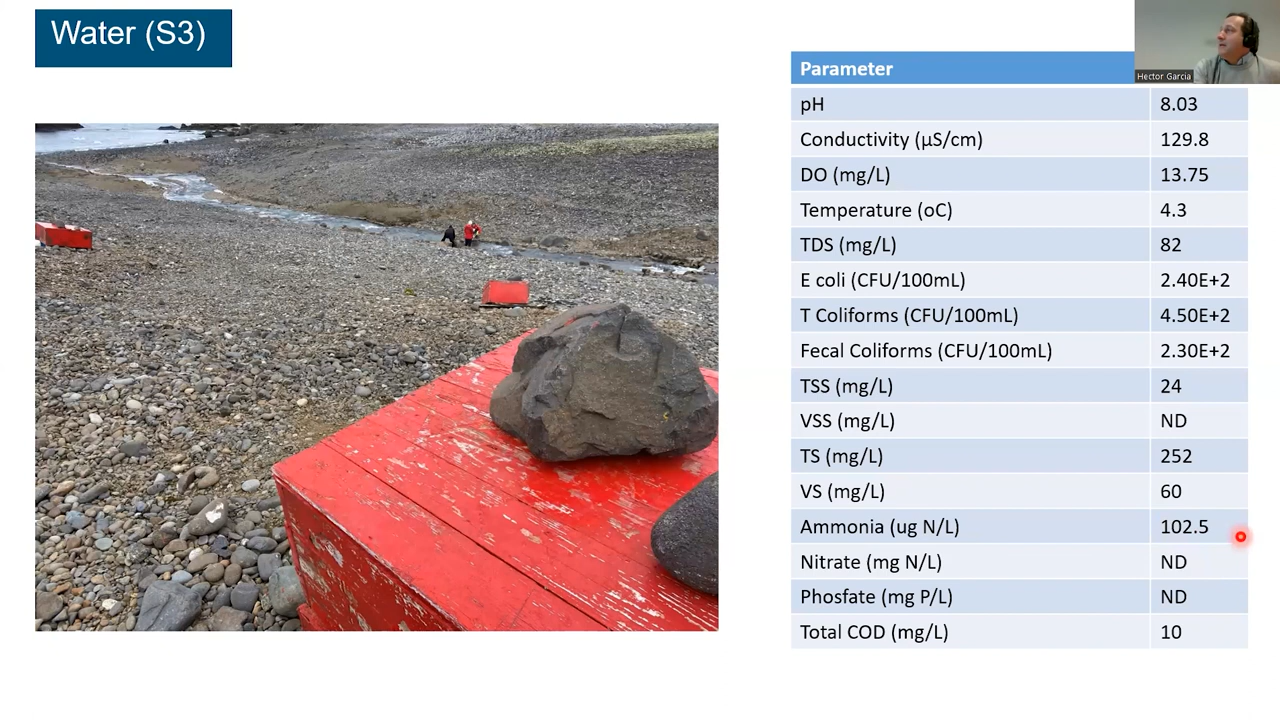 Water (S3)
Hector Garcia
Parameter
pH 8.03
Conductivity (µS/cm) 129.8
DO (mg/L) 13.75
Temperature (oC) 4.3
TDS (mg/L) 82
E coli (CFU/100mL) 2.40E+2
T Coliforms (CFU/100mL) 4.50E+2
Fecal Coliforms (CFU/100mL) 2.30E+2
TSS (mg/L) 24
VSS (mg/L) ND
TS (mg/L) 252
VS (mg/L) 60
Ammonia (ug N/L) 102.5
Nitrate (mg N/L) ND
Phosfate (mg P/L) ND
Total COD (mg/L) 10